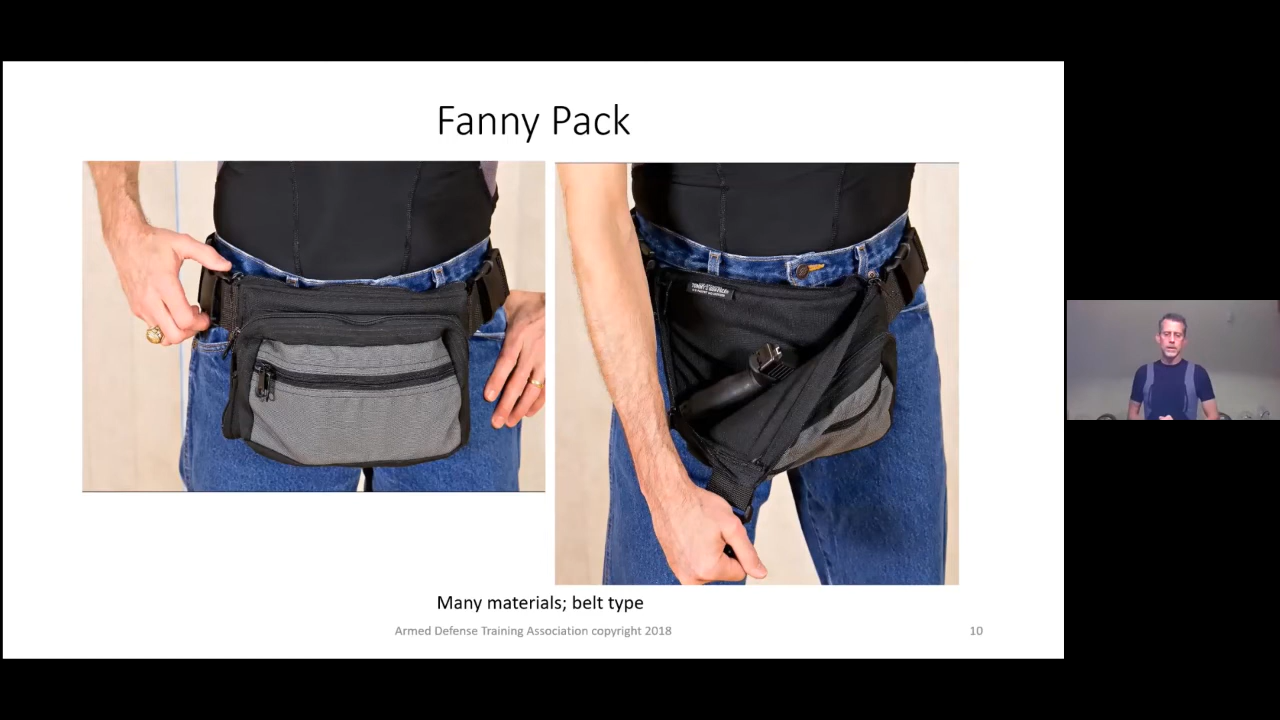 Fanny Pack
Many materials; belt type
Armed Defense Training Association copyright 2018
10